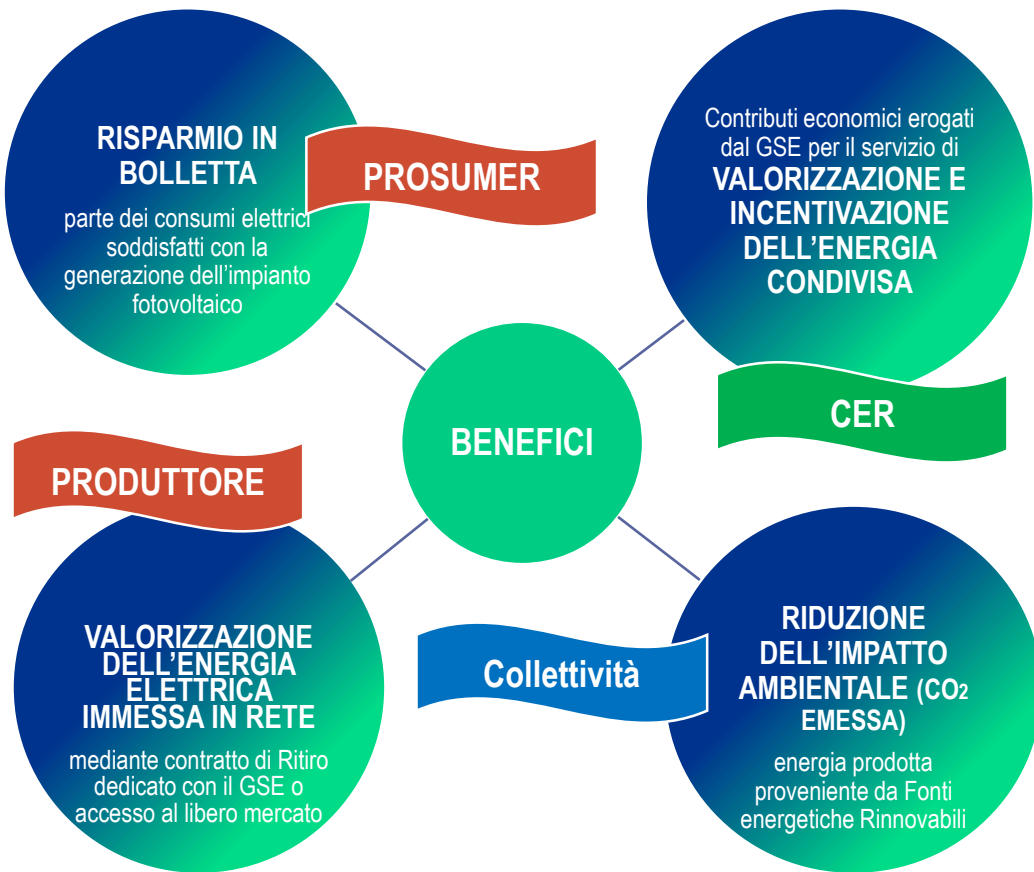 RISPARMIO IN
BOLLETTA
parte dei consumi elettrici
soddisfatti con la
generazione dell’impianto
fotovoltaico
PROSUMER
Contributi economici erogati
dal GSE per il servizio di
VALORIZZAZIONE E
INCENTIVAZIONE
DELL’ENERGIA
CONDIVISA
CER
BENEFICI
PRODUTTORE
VALORIZZAZIONE
DELL’ENERGIA
ELETTRICA
IMMESSA IN RETE
mediante contratto di Ritiro
dedicato con il GSE o
accesso al libero mercato
Collettività
RIDUZIONE
DELL’IMPATTO
AMBIENTALE (CO2
EMESSA)
energia prodotta
proveniente da Fonti
energetiche Rinnovabili